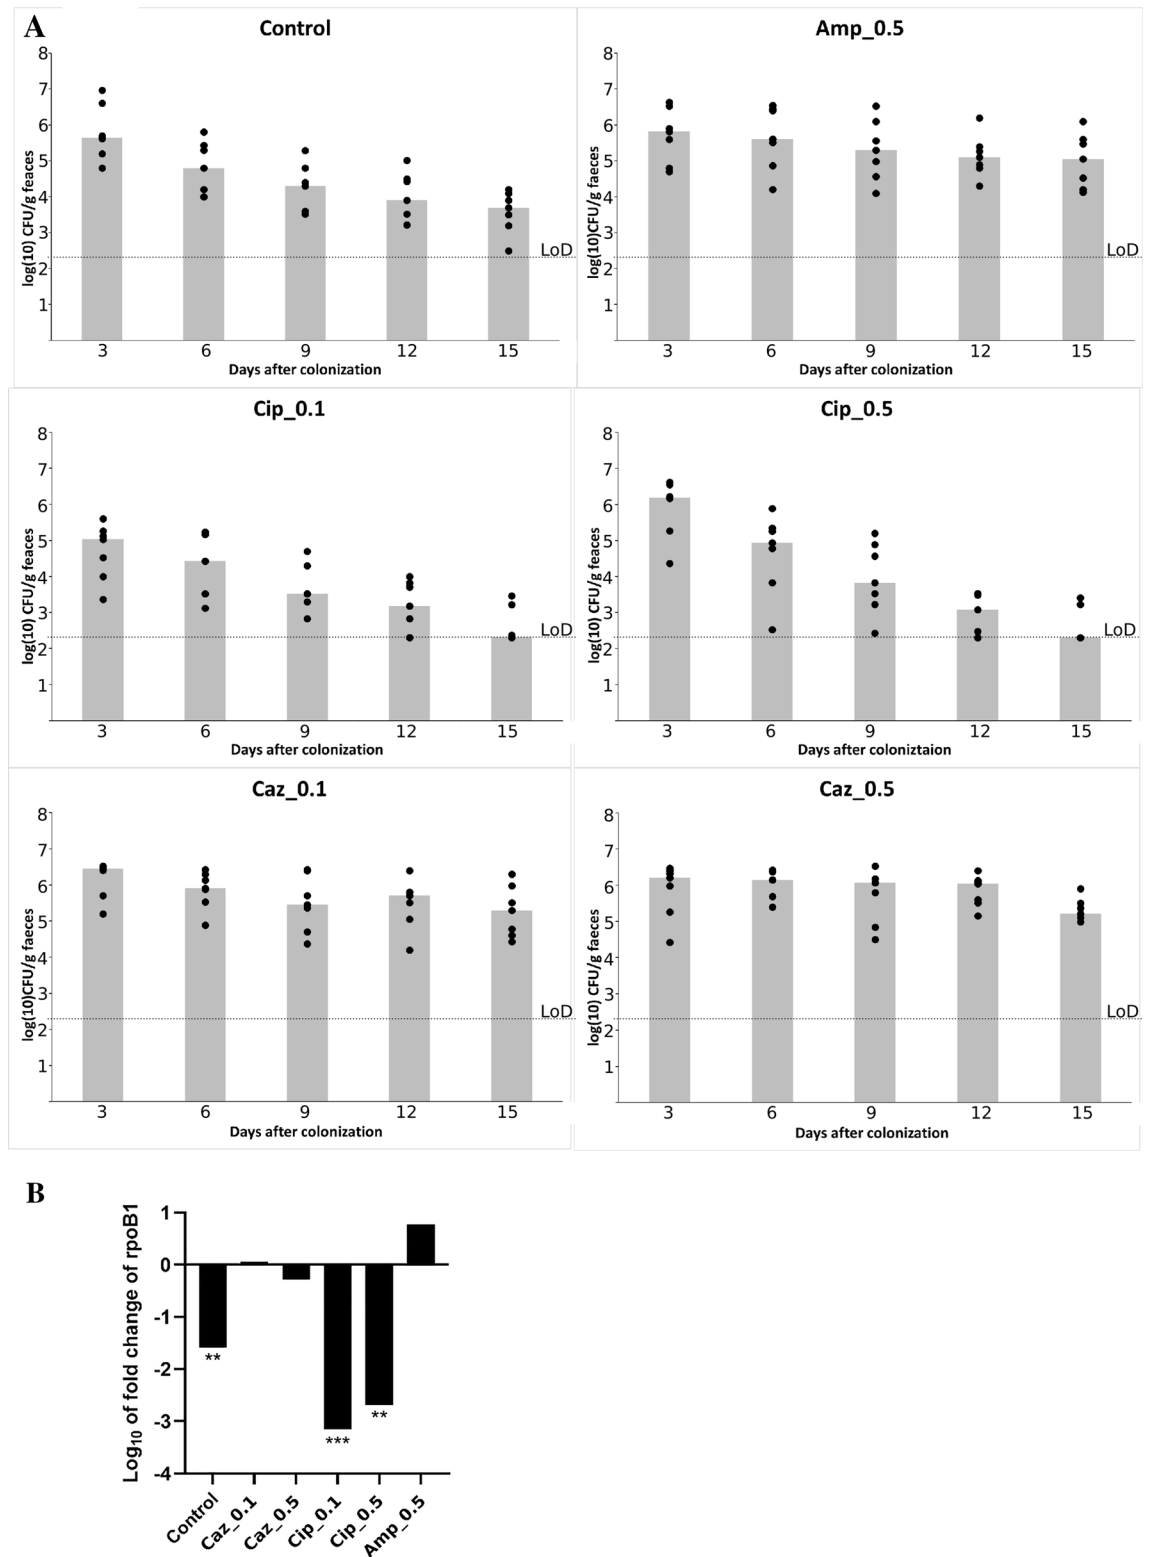 A
Control
8
7
6
5
4
3
2
1
log(10) CFU/g feaces
LoD
3 6 9 12 15
Days after colonization
Amp_0.5
8
7
6
5
4
3
2
1
log(10)CFU/g faeces
LoD
3 6 9 12 15
Days after colonization
Cip_0.1
8
7
6
5
4
3
2
1
log(10) CFU/g feaces
LoD
3 6 9 12 15
Days after colonization
Cip_0.5
8
7
6
5
4
3
2
1
log(10) CFU/g faeces
LoD
3 6 9 12 15
Days after coloniztaion
Caz_0.1
8
7
6
5
4
3
2
1
log(10)CFU/g faeces
LoD
3 6 9 12 15
Days after colonization
Caz_0.5
8
7
6
5
4
3
2
1
log(10) CFU/g faeces
LoD
3 6 9 12 15
Days after colonization
B
Log10 of fold change of rpoB1
1
0
-1
-2
-3
-4
**
***
**
Control
Caz_0.1
Caz_0.5
Cip_0.1
Cip_0.5
Amp_0.5